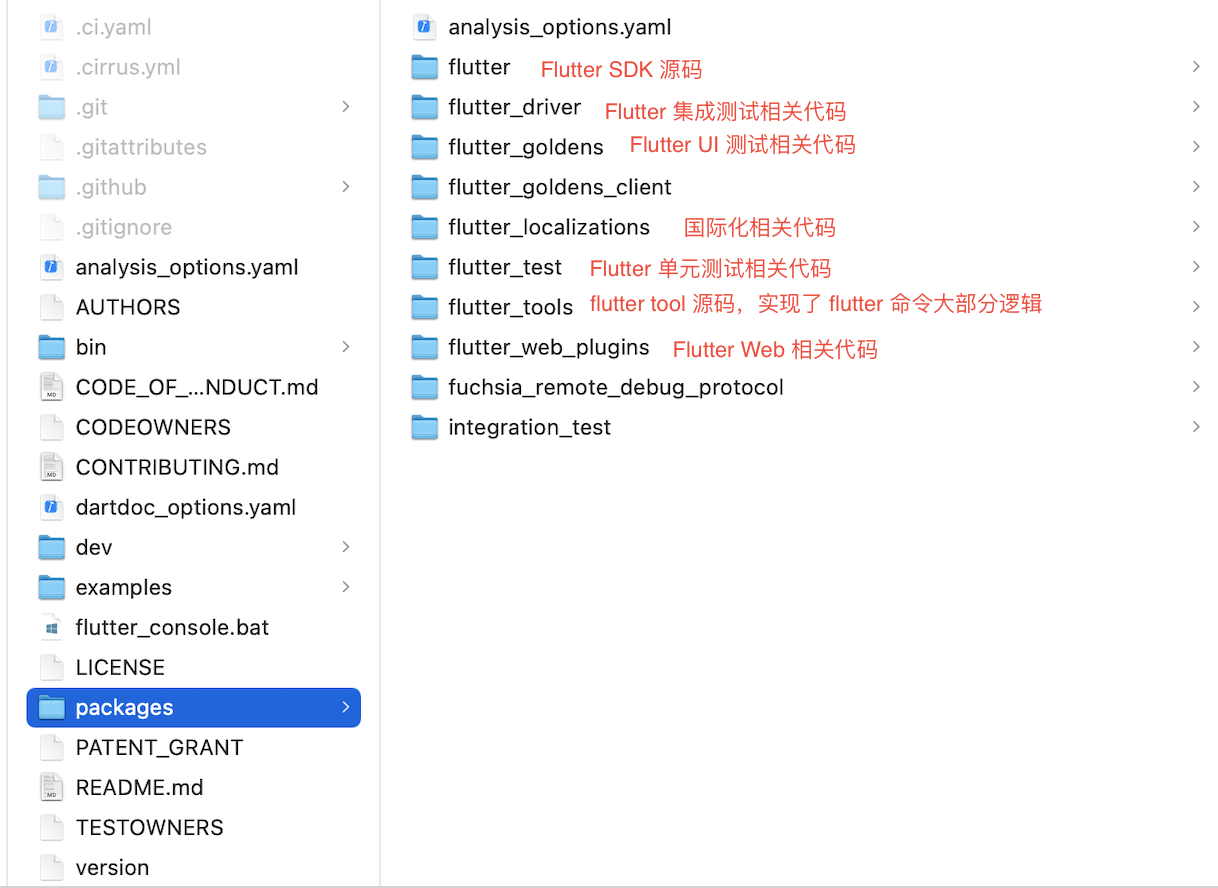 .ci.yaml
.cirrus.yml
.git
.gitattributes
.github
.gitignore
analysis_options.yaml
AUTHORS
bin
CODE_OF_...NDUCT.md
CODEOWNERS
CONTRIBUTING.md
dartdoc_options.yaml
dev
examples
flutter_console.bat
LICENSE
packages
PATENT_GRANT
README.md
TESTOWNERS
version
analysis_options.yaml
flutter Flutter SDK 源码
flutter_driver Flutter 集成测试相关代码
flutter_goldens Flutter UI 测试相关代码
flutter_goldens_client
flutter_localizations 国际化相关代码
flutter_test Flutter 单元测试相关代码
flutter_tools flutter tool 源码，实现了 flutter 命令大部分逻辑
flutter_web_plugins Flutter Web 相关代码
fuchsia_remote_debug_protocol
integration_test